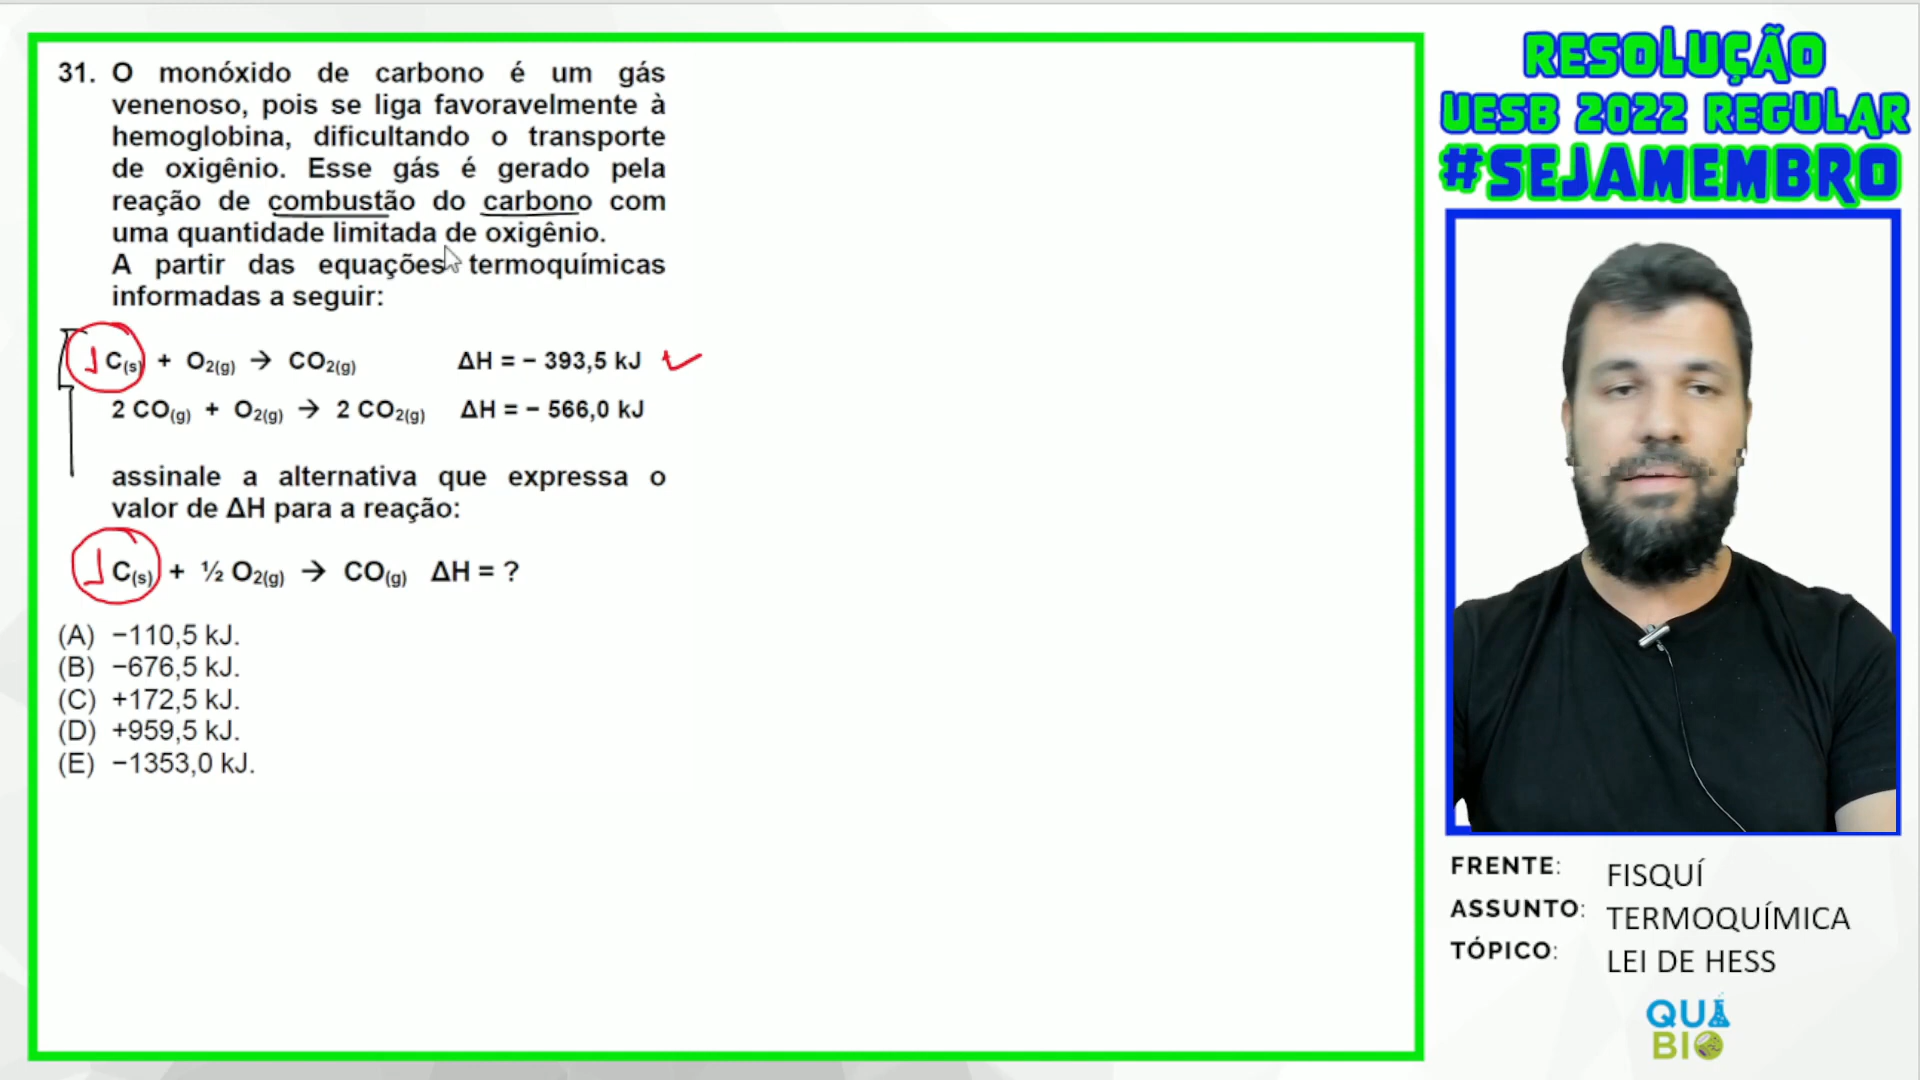 31. O monóxido de carbono é um gás
venenoso, pois se liga favoravelmente à
hemoglobina, dificultando o transporte
de oxigênio. Esse gás é gerado pela
reação de combustão do carbono com
uma quantidade limitada de oxigênio.
A partir das equações termoquímicas
informadas a seguir:
1 C(s) + O2(g) → CO2(g) ΔH = − 393,5 kJ ✓
2 CO(g) + O2(g) → 2 CO2(g) ΔH = − 566,0 kJ
assinale a alternativa que expressa o
valor de ΔH para a reação:
1 C(s) + ½ O2(g) → CO(g) ΔH = ?
(A) −110,5 kJ.
(B) −676,5 kJ.
(C) +172,5 kJ.
(D) +959,5 kJ.
(E) −1353,0 kJ.
RESOLUÇÃO
UESB 2022 REGULAR
#SEJAMEMBRO
FRENTE: FISQUÍ
ASSUNTO: TERMOQUÍMICA
TÓPICO: LEI DE HESS
QUI
BIO